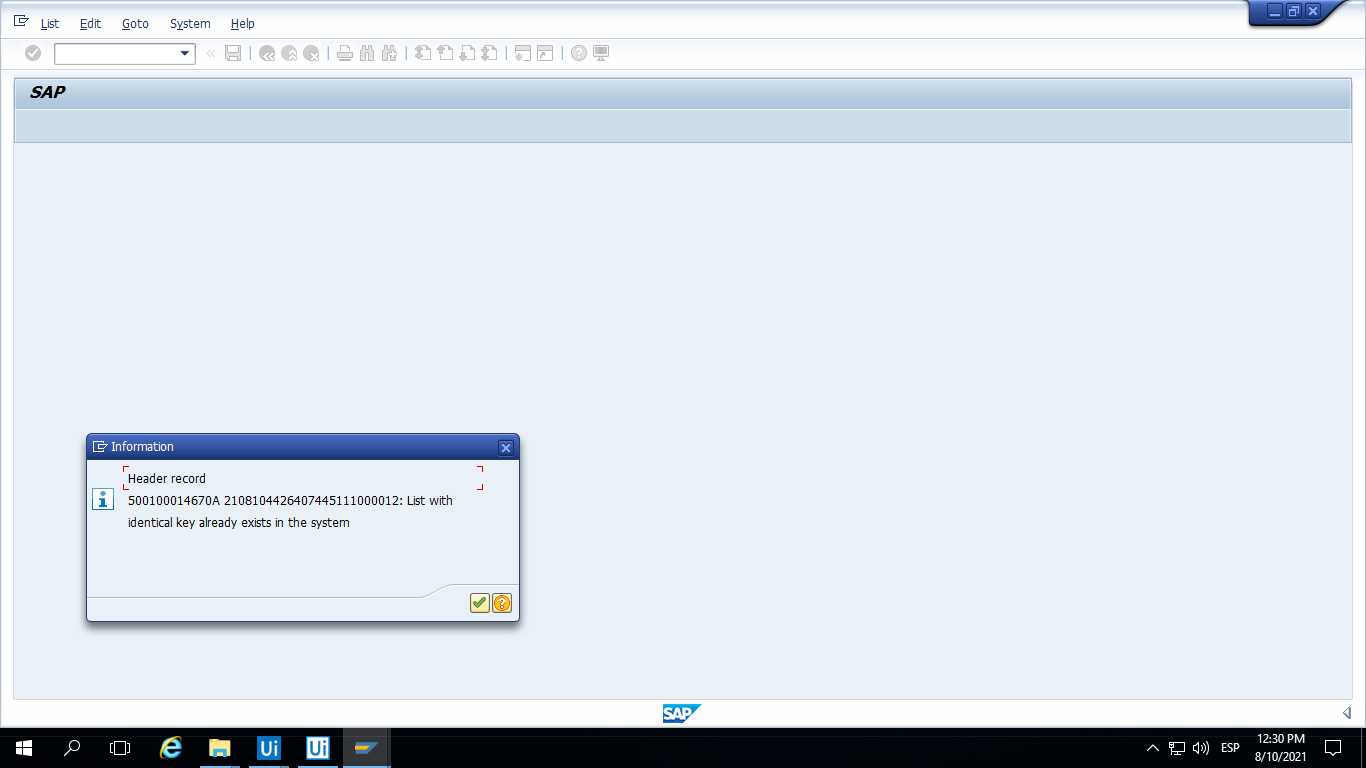 List Edit Goto System Help
SAP
Information
Header record
500100014670A 2108104426407445111000012: List with
identical key already exists in the system
SAP
Ui Ui
ESP
12:30 PM
8/10/2021